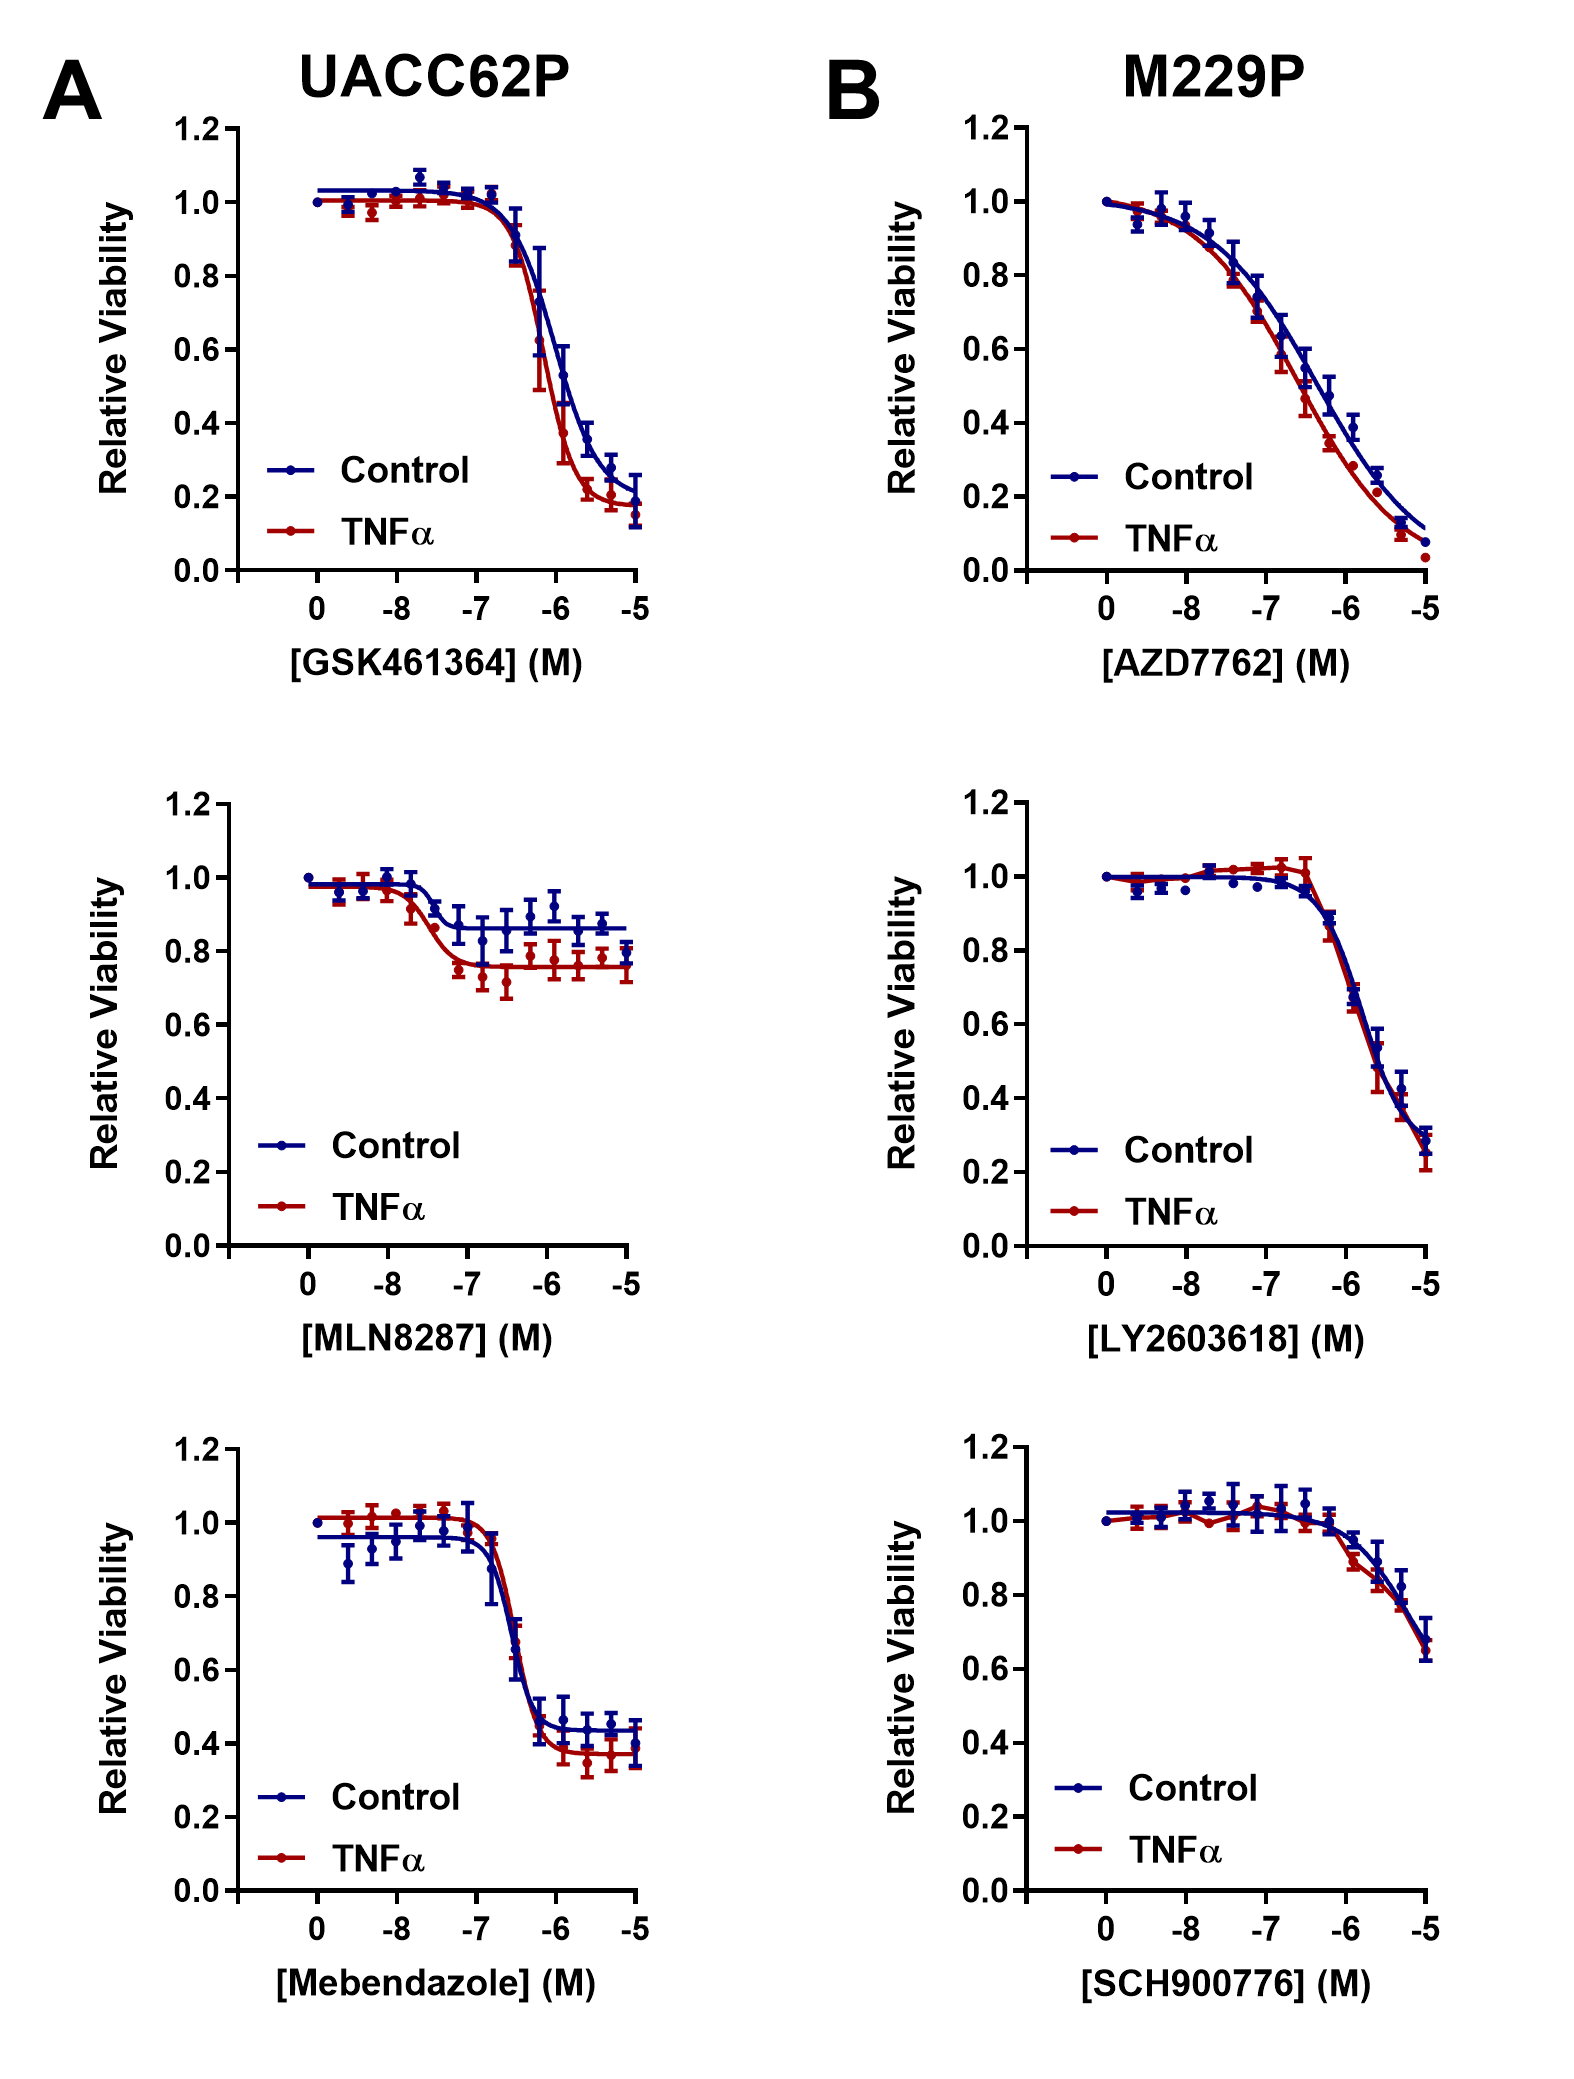 A
UACC62P
1.2
1.0
0.8
0.6
0.4
0.2
0.0
Relative Viability
Control
TNFα
0 -8 -7 -6 -5
[GSK461364] (M)
1.2
1.0
0.8
0.6
0.4
0.2
0.0
Relative Viability
Control
TNFα
0 -8 -7 -6 -5
[MLN8287] (M)
1.2
1.0
0.8
0.6
0.4
0.2
0.0
Relative Viability
Control
TNFα
0 -8 -7 -6 -5
[Mebendazole] (M)
B
M229P
1.2
1.0
0.8
0.6
0.4
0.2
0.0
Relative Viability
Control
TNFα
0 -8 -7 -6 -5
[AZD7762] (M)
1.2
1.0
0.8
0.6
0.4
0.2
0.0
Relative Viability
Control
TNFα
0 -8 -7 -6 -5
[LY2603618] (M)
1.2
1.0
0.8
0.6
0.4
0.2
0.0
Relative Viability
Control
TNFα
0 -8 -7 -6 -5
[SCH900776] (M)